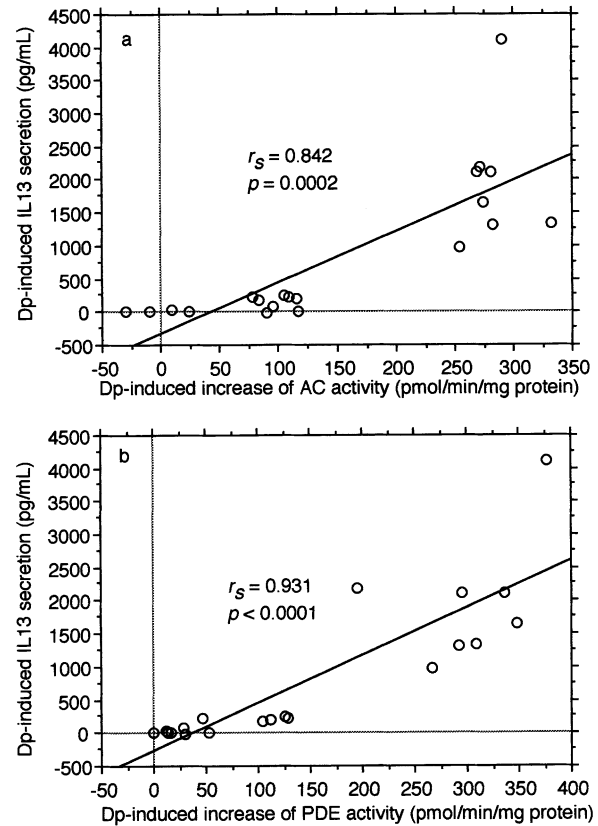 a
Dp-induced IL13 secretion (pg/mL)
4500
4000
3500
3000
2500
2000
1500
1000
500
0
-500
r_s = 0.842
p = 0.0002
-50 0 50 100 150 200 250 300 350
Dp-induced increase of AC activity (pmol/min/mg protein)
b
Dp-induced IL13 secretion (pg/mL)
4500
4000
3500
3000
2500
2000
1500
1000
500
0
-500
r_s = 0.931
p < 0.0001
-50 0 50 100 150 200 250 300 350 400
Dp-induced increase of PDE activity (pmol/min/mg protein)